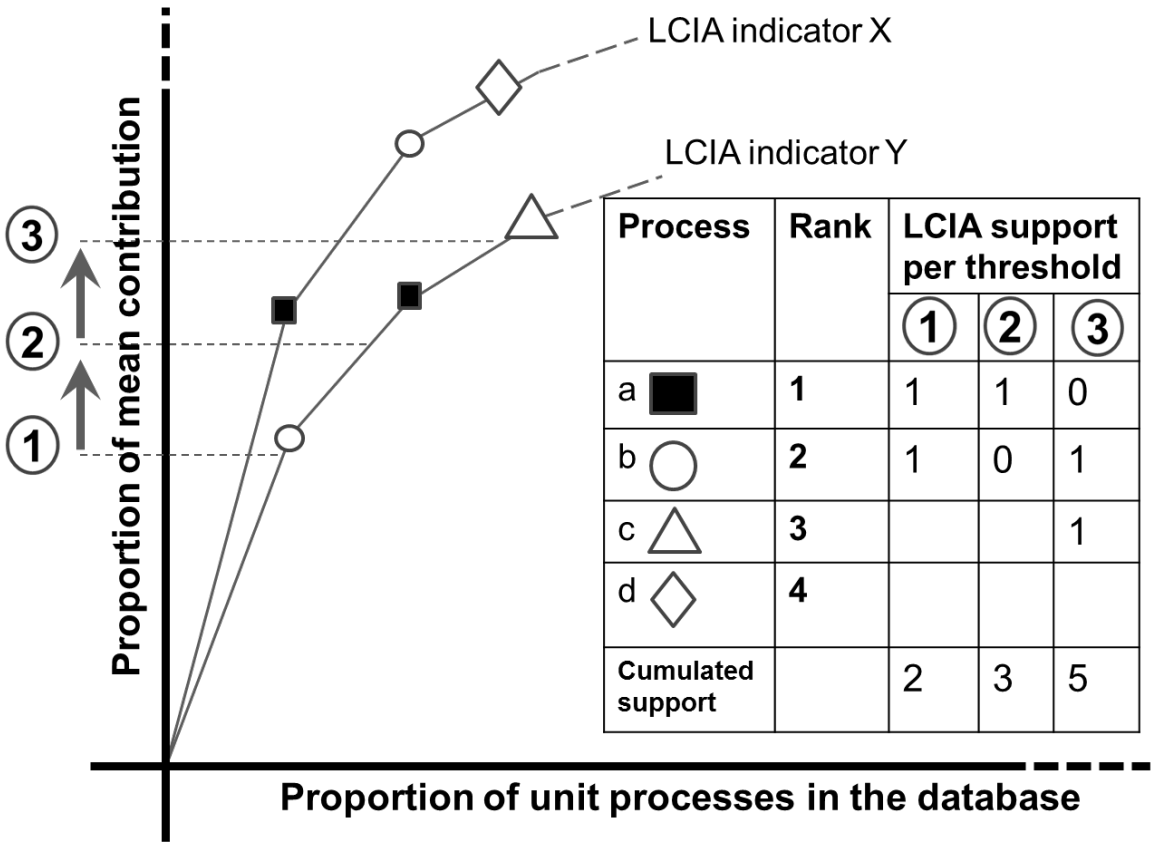 LCIA indicator X
LCIA indicator Y
Proportion of mean contribution
3
2
1
Process Rank LCIA support
per threshold
1 2 3
a 1 1 1 0
b 2 1 0 1
c 3 1
d 4
Cumulated
support 2 3 5
Proportion of unit processes in the database